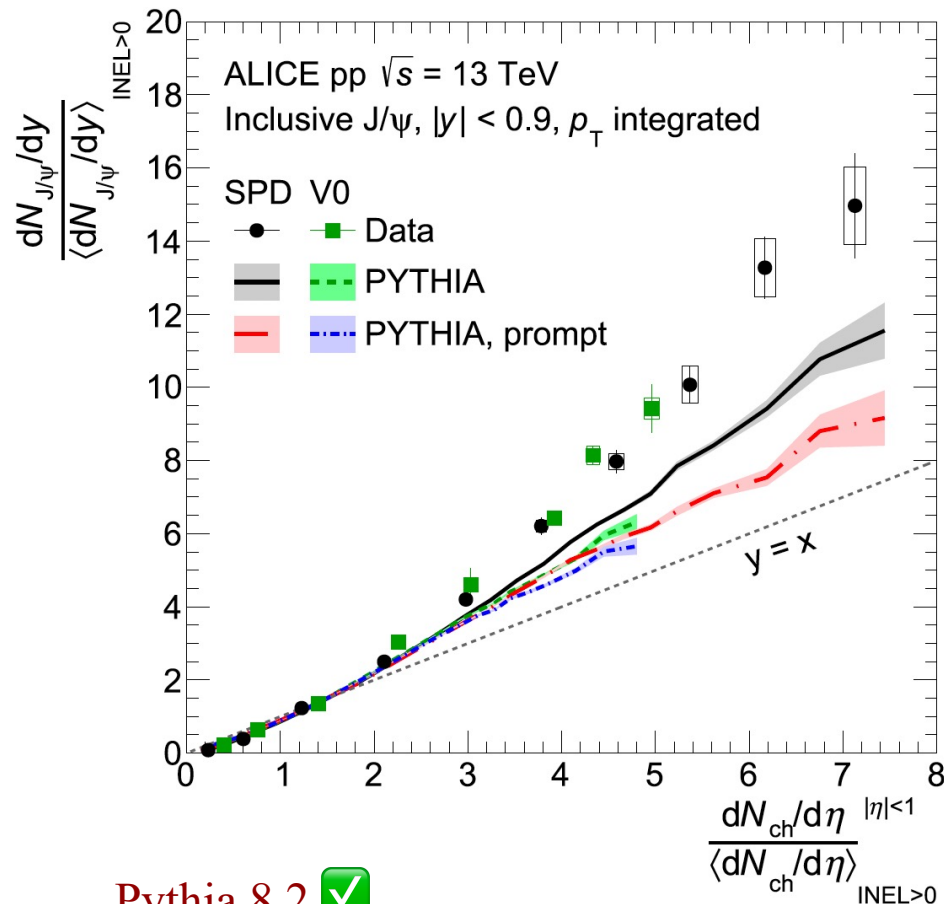 dN_J/ψ/dy
⟨dN_J/ψ/dy⟩ INEL>0
20
18
16
14
12
10
8
6
4
2
0
ALICE pp √s = 13 TeV
Inclusive J/ψ, |y| < 0.9, p_T integrated
SPD V0
Data
PYTHIA
PYTHIA, prompt
y = x
0 1 2 3 4 5 6 7 8
dN_ch/dη |η|<1
⟨dN_ch/dη⟩ INEL>0
Pythia 8.2 ✅